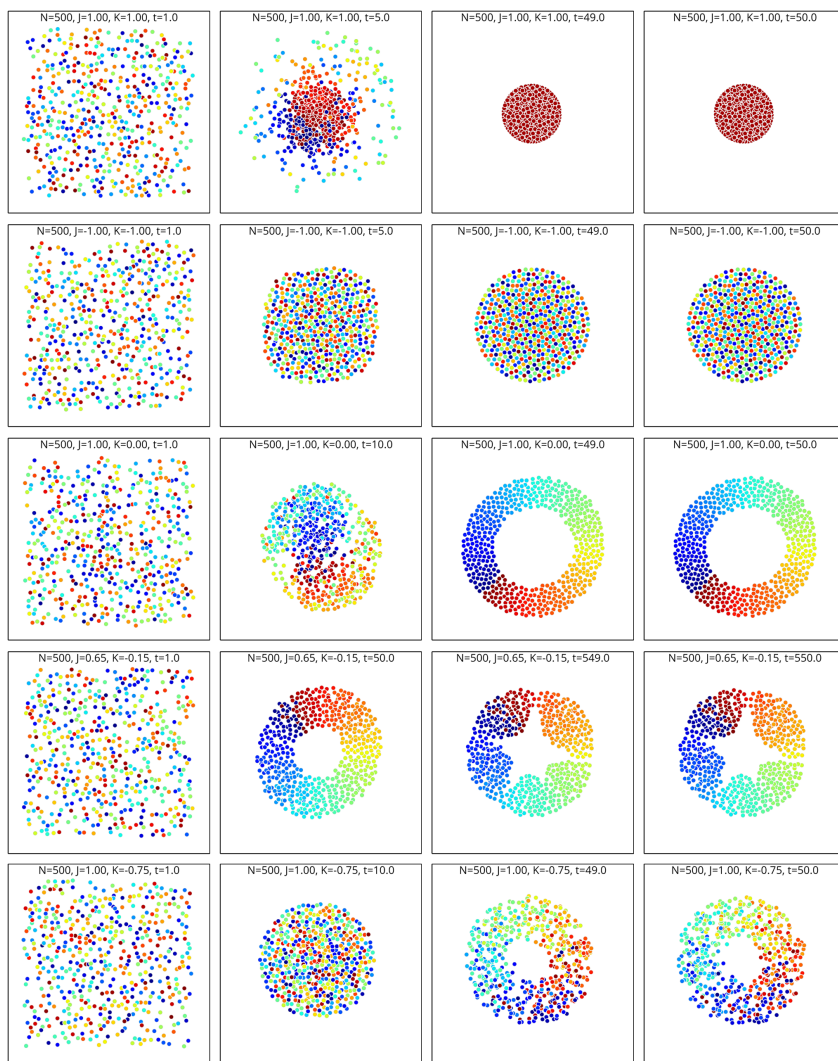 N=500, J=1.00, K=1.00, t=1.0
N=500, J=1.00, K=1.00, t=5.0
N=500, J=1.00, K=1.00, t=49.0
N=500, J=1.00, K=1.00, t=50.0
N=500, J=-1.00, K=-1.00, t=1.0
N=500, J=-1.00, K=-1.00, t=5.0
N=500, J=-1.00, K=-1.00, t=49.0
N=500, J=-1.00, K=-1.00, t=50.0
N=500, J=1.00, K=0.00, t=1.0
N=500, J=1.00, K=0.00, t=10.0
N=500, J=1.00, K=0.00, t=49.0
N=500, J=1.00, K=0.00, t=50.0
N=500, J=0.65, K=-0.15, t=1.0
N=500, J=0.65, K=-0.15, t=50.0
N=500, J=0.65, K=-0.15, t=549.0
N=500, J=0.65, K=-0.15, t=550.0
N=500, J=1.00, K=-0.75, t=1.0
N=500, J=1.00, K=-0.75, t=10.0
N=500, J=1.00, K=-0.75, t=49.0
N=500, J=1.00, K=-0.75, t=50.0